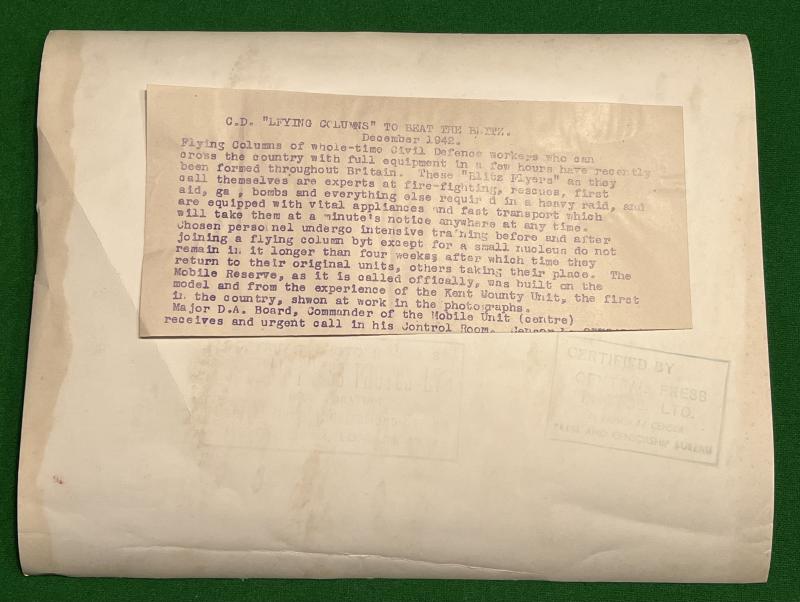 C.D. "LFYING COLUMNS" TO BEAT THE BLITZ.
December 1942.
Flying Columns of whole-time Civil Defence workers who can
cross the country with full equipment in a few hours have recently
been formed throughout Britain. These "Blitz Flyers" as they
call themselves are experts at fire-fighting, rescues, first
aid, ga , bombs and everything else requir d in a heavy raid, and
are equipped with vital appliances and fast transport which
will take them at a minute's notice anywhere at any time.
Chosen perso nel undergo intensive training before and after
joining a flying column byt except for a small nucleus do not
remain in it longer than four weeks, after which time they
return to their original units, others taking their place. The
Mobile Reserve, as it is called offically, was built on the
model and from the experience of the Kent County Unit, the first
in the country, shwon at work in the photographs.
Major D.A. Board, Commander of the Mobile Unit (centre)
receives and urgent call in his Control Room.
CERTIFIED BY
PRESS
LTD.
PRESS AND CENSORSHIP BUREAU